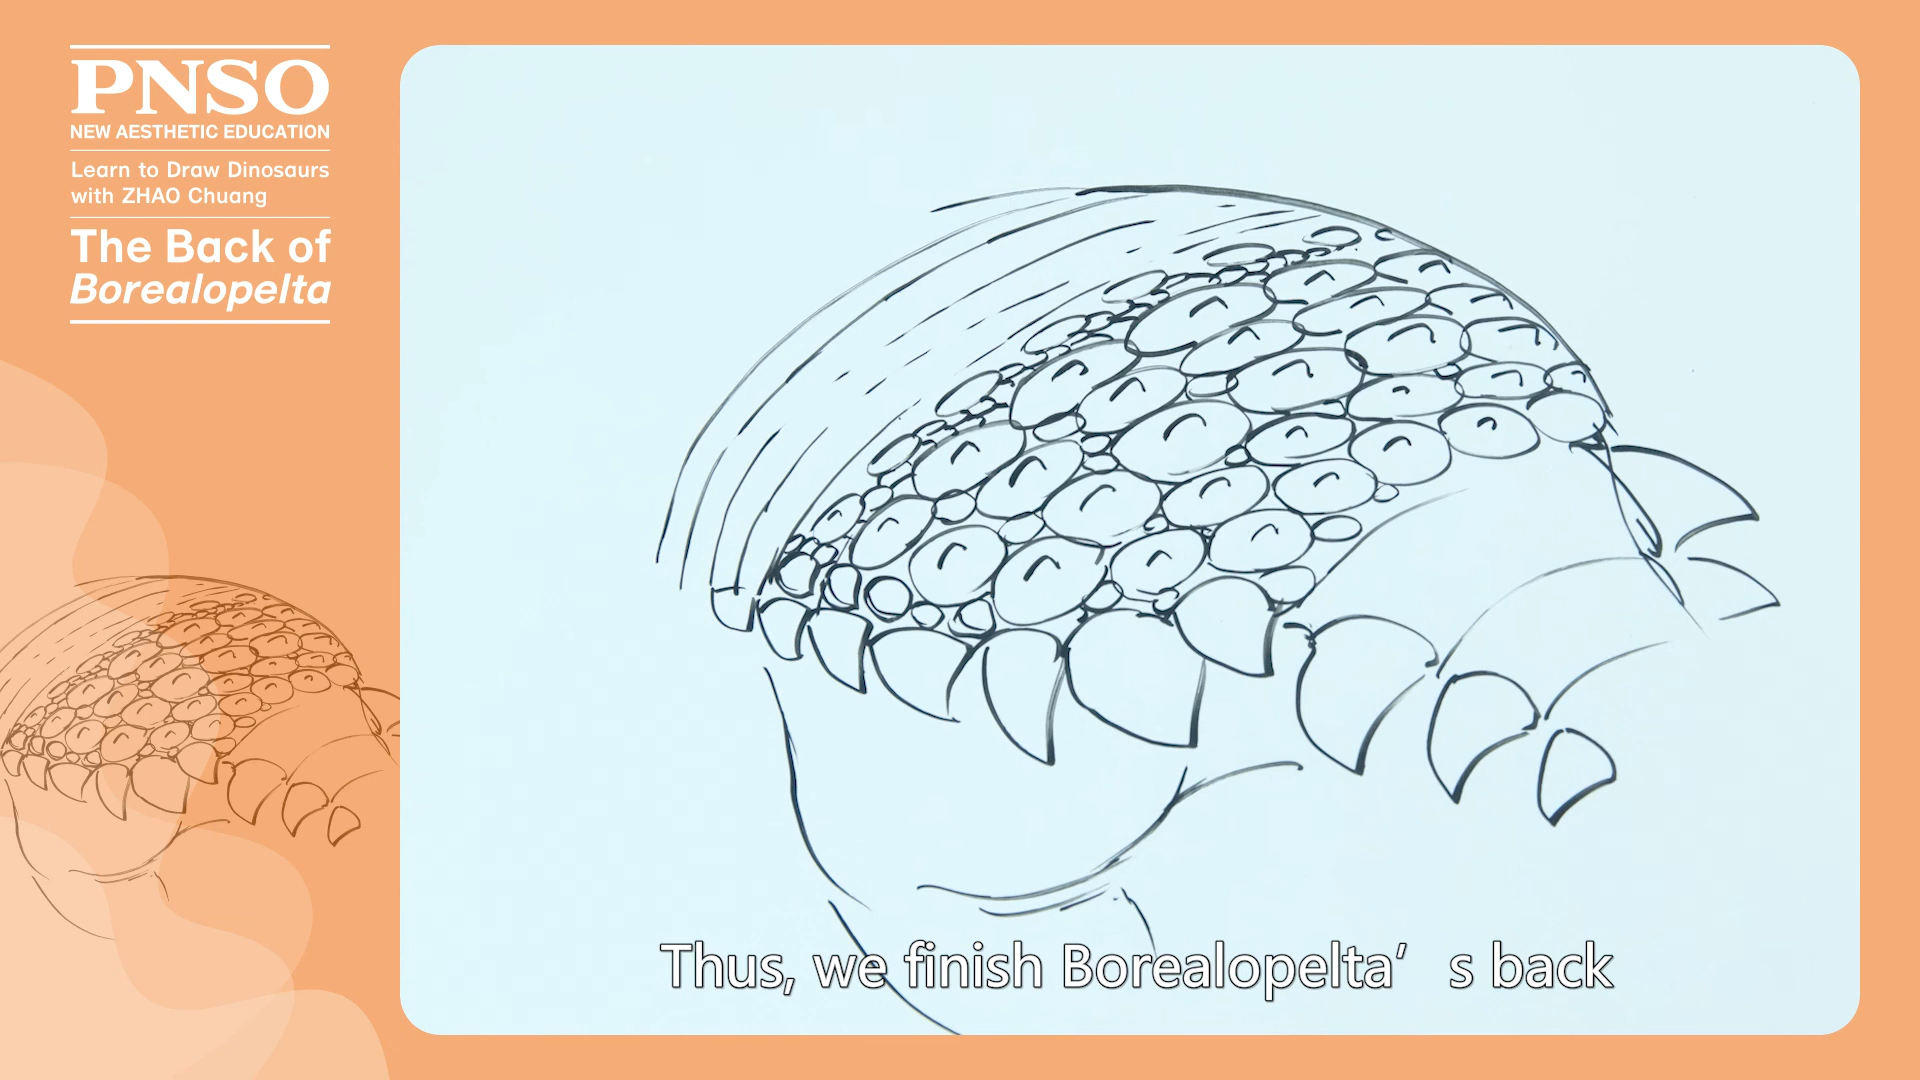 PNSO
NEW AESTHETIC EDUCATION
Learn to Draw Dinosaurs
with ZHAO Chuang
The Back of
Borealopelta
Thus, we finish Borealopelta’ s back